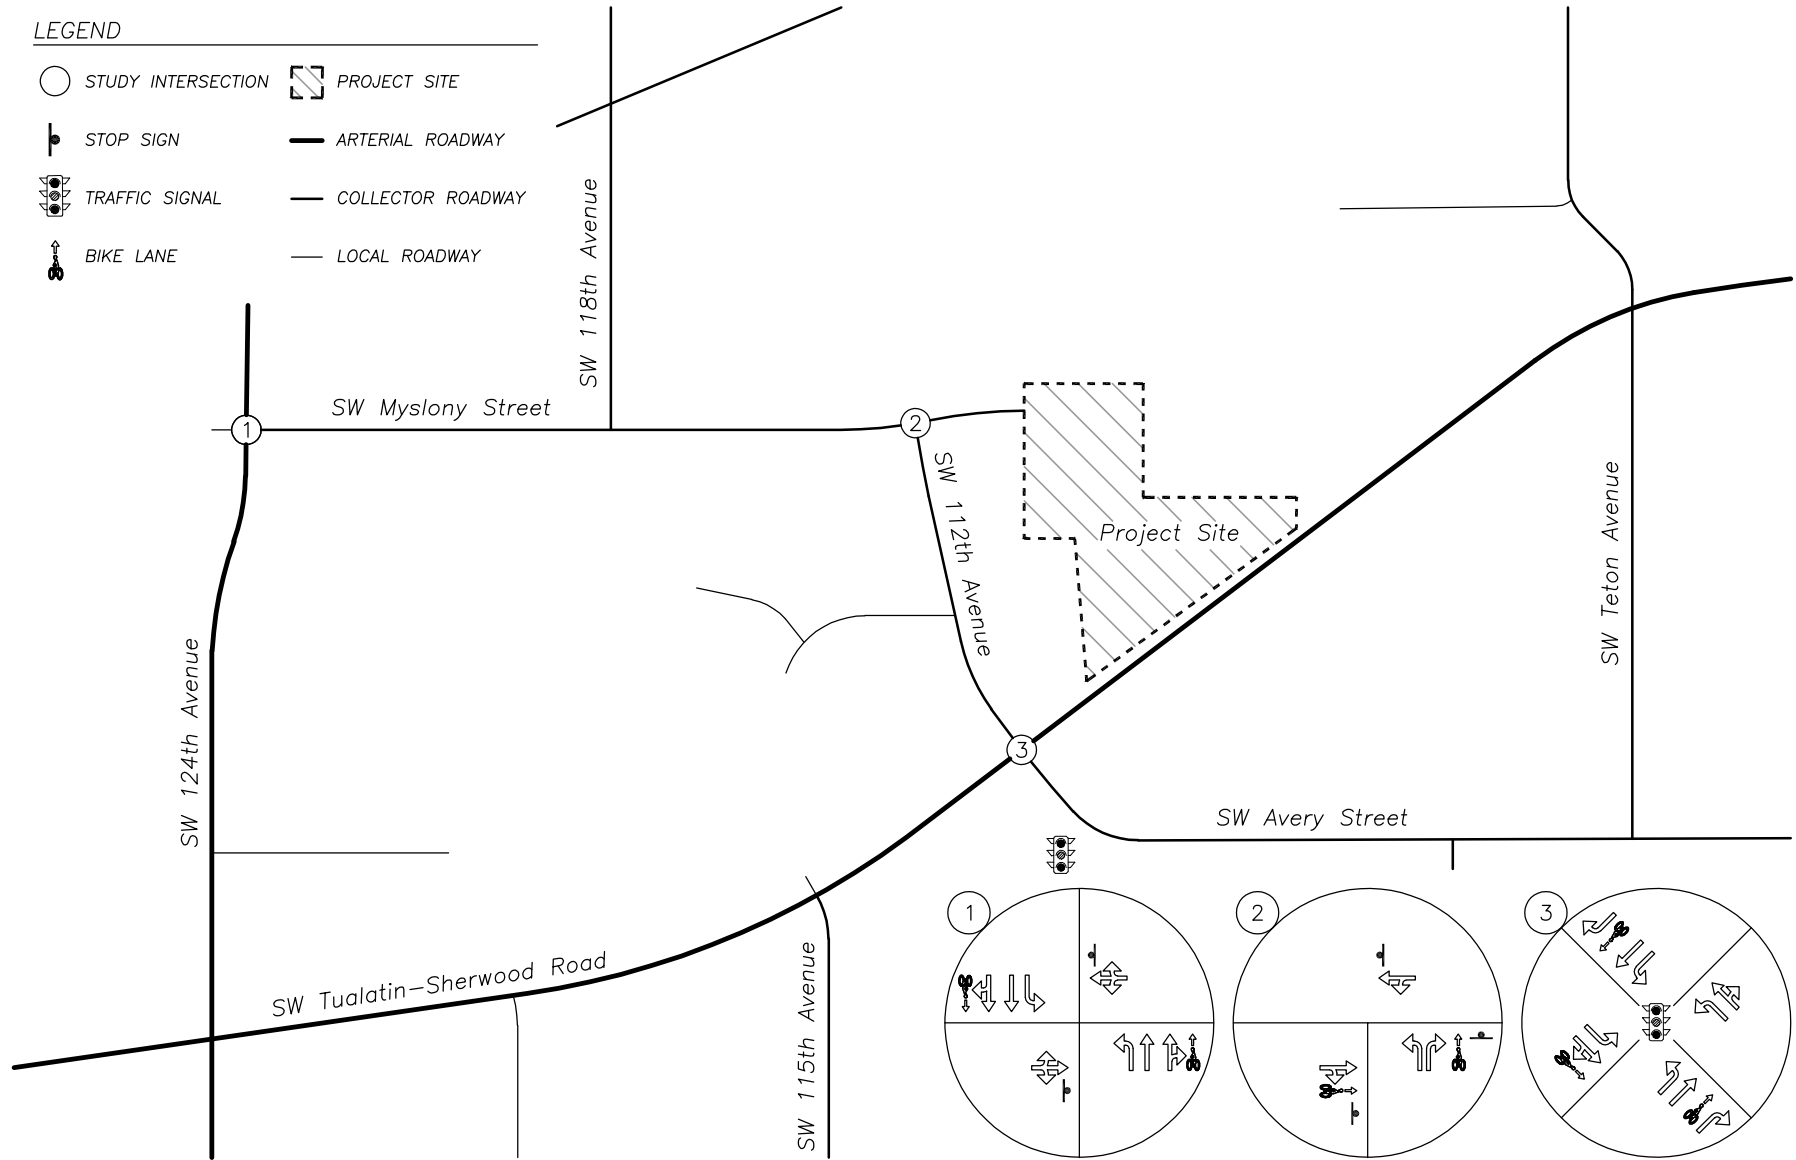 LEGEND
STUDY INTERSECTION
PROJECT SITE
STOP SIGN
ARTERIAL ROADWAY
TRAFFIC SIGNAL
COLLECTOR ROADWAY
BIKE LANE
LOCAL ROADWAY
SW 118th Avenue
SW Myslony Street
1
2
SW 112th Avenue
Project Site
SW Teton Avenue
SW 124th Avenue
3
SW Avery Street
SW Tualatin-Sherwood Road
SW 115th Avenue
1
2
3